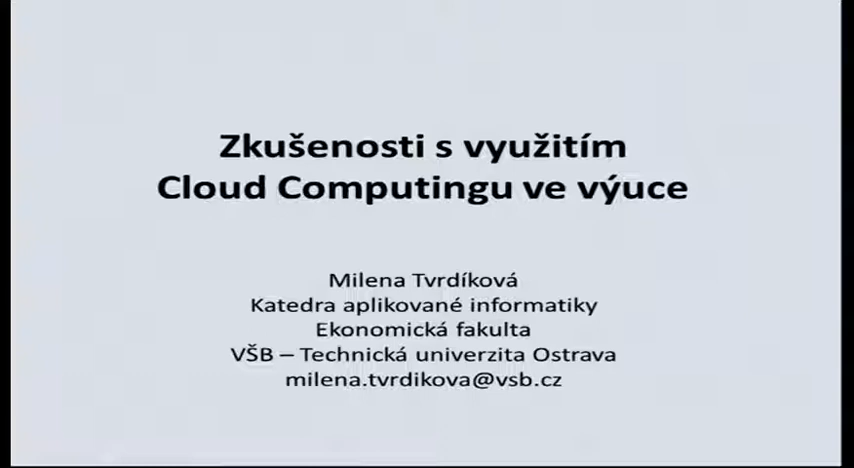 Zkušenosti s využitím
Cloud Computingu ve výuce
Milena Tvrdíková
Katedra aplikované informatiky
Ekonomická fakulta
VŠB – Technická univerzita Ostrava
milena.tvrdikova@vsb.cz